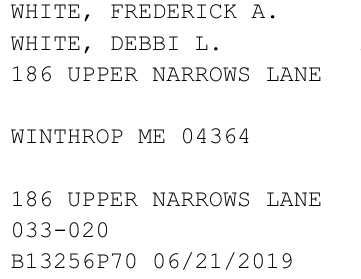 WHITE, FREDERICK A.
WHITE, DEBBI L.
186 UPPER NARROWS LANE
WINTHROP ME 04364
186 UPPER NARROWS LANE
033-020
B13256P70 06/21/2019